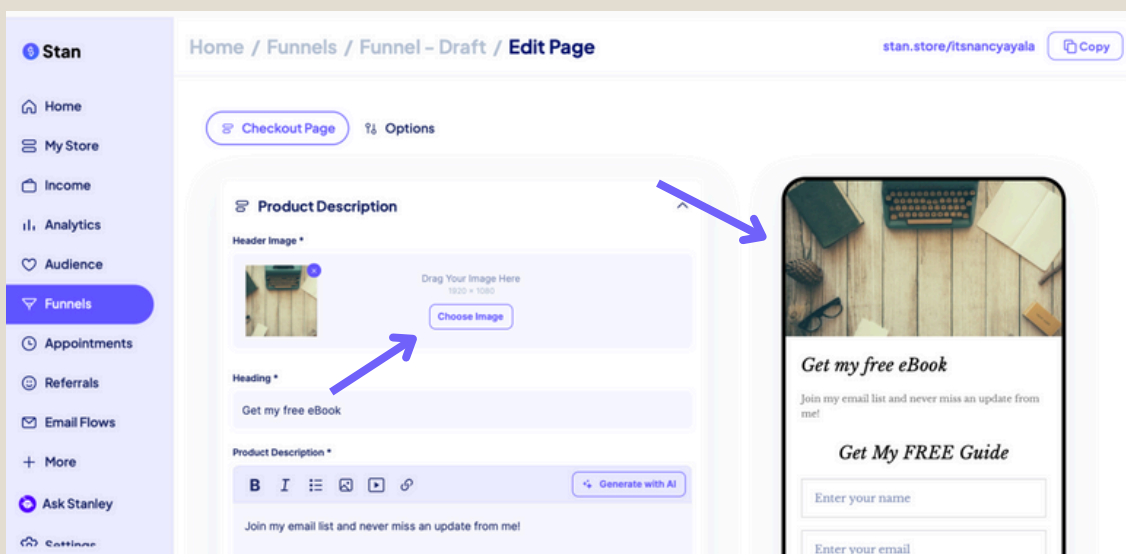 Stan
Home / Funnels / Funnel - Draft / Edit Page
stan.store/itsnancyayala
Copy
Home
My Store
Income
Analytics
Audience
Funnels
Appointments
Referrals
Email Flows
More
Ask Stanley
Settings
Checkout Page
Options
Product Description
Header Image *
Drag Your Image Here
1920 × 1080
Choose Image
Heading *
Get my free eBook
Product Description *
B I
Generate with AI
Join my email list and never miss an update from me!
Get my free eBook
Join my email list and never miss an update from
me!
Get My FREE Guide
Enter your name
Enter your email